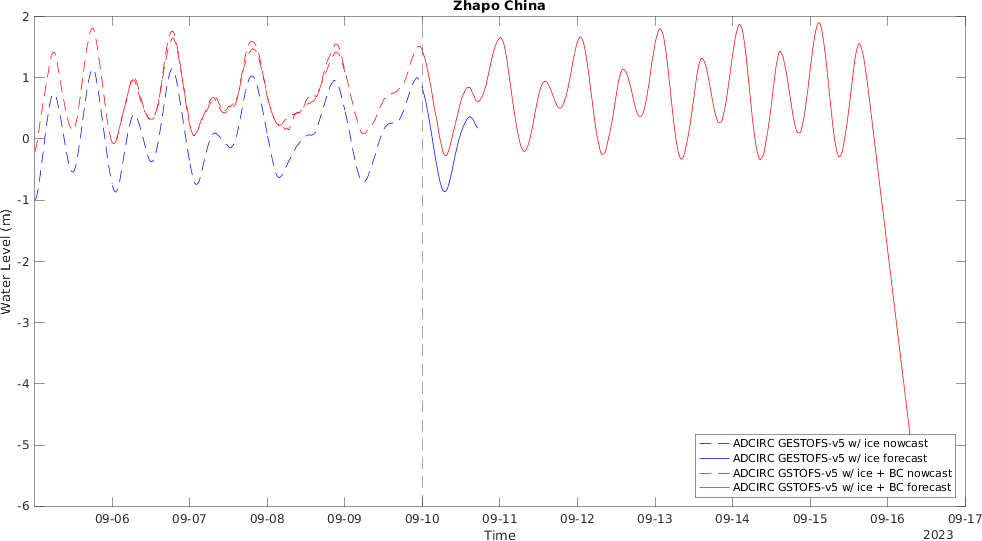 Zhapo China
2
1
0
-1
-2
-3
-4
-5
-6
Water Level (m)
ADCIRC GESTOFS-v5 w/ ice nowcast
ADCIRC GESTOFS-v5 w/ ice forecast
ADCIRC GSTOFS-v5 w/ ice + BC nowcast
ADCIRC GSTOFS-v5 w/ ice + BC forecast
09-06 09-07 09-08 09-09 09-10 09-11 09-12 09-13 09-14 09-15 09-16 09-17
Time
2023